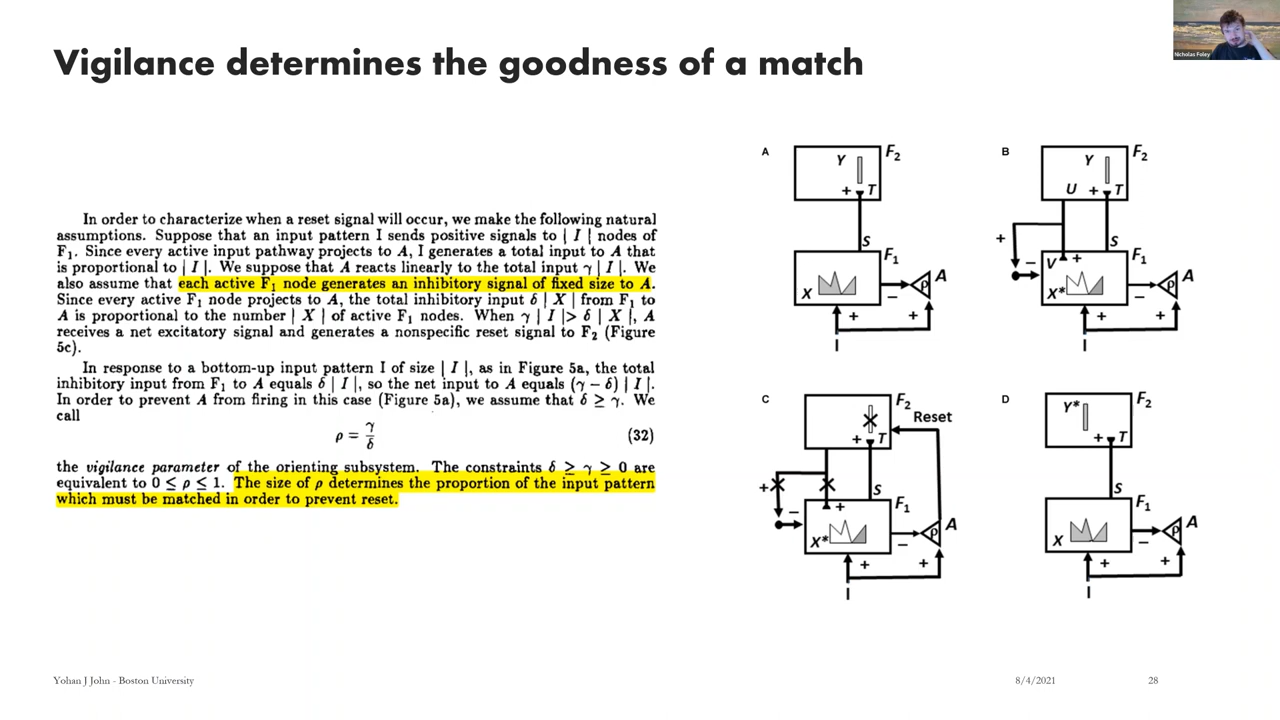 Nicholas Foley
Vigilance determines the goodness of a match
In order to characterize when a reset signal will occur, we make the following natural
assumptions. Suppose that an input pattern I sends positive signals to | I | nodes of
F₁. Since every active input pathway projects to A, I generates a total input to A that
is proportional to | I |. We suppose that A reacts linearly to the total input γ | I |. We
also assume that each active F₁ node generates an inhibitory signal of fixed size to A.
Since every active F₁ node projects to A, the total inhibitory input δ | X | from F₁ to
A is proportional to the number | X | of active F₁ nodes. When γ | I |> δ | X |, A
receives a net excitatory signal and generates a nonspecific reset signal to F₂ (Figure
5c).
In response to a bottom-up input pattern I of size | I |, as in Figure 5a, the total
inhibitory input from F₁ to A equals δ | I |, so the net input to A equals (γ − δ) | I |.
In order to prevent A from firing in this case (Figure 5a), we assume that δ ≥ γ. We
call
ρ = γ/δ (32)
the vigilance parameter of the orienting subsystem. The constraints δ ≥ γ ≥ 0 are
equivalent to 0 ≤ ρ ≤ 1. The size of ρ determines the proportion of the input pattern
which must be matched in order to prevent reset.
A
Y F₂
+ T
S
F₁
X − ρ A
+ +
I
B
Y F₂
U + T
+ S
− V + F₁
X* − ρ A
+ +
I
C
F₂
Reset
+ T
+ S
− + F₁
X* − ρ A
+ +
I
D
Y* F₂
+ T
S
F₁
X − ρ A
+ +
I
Yohan J John - Boston University
8/4/2021
28